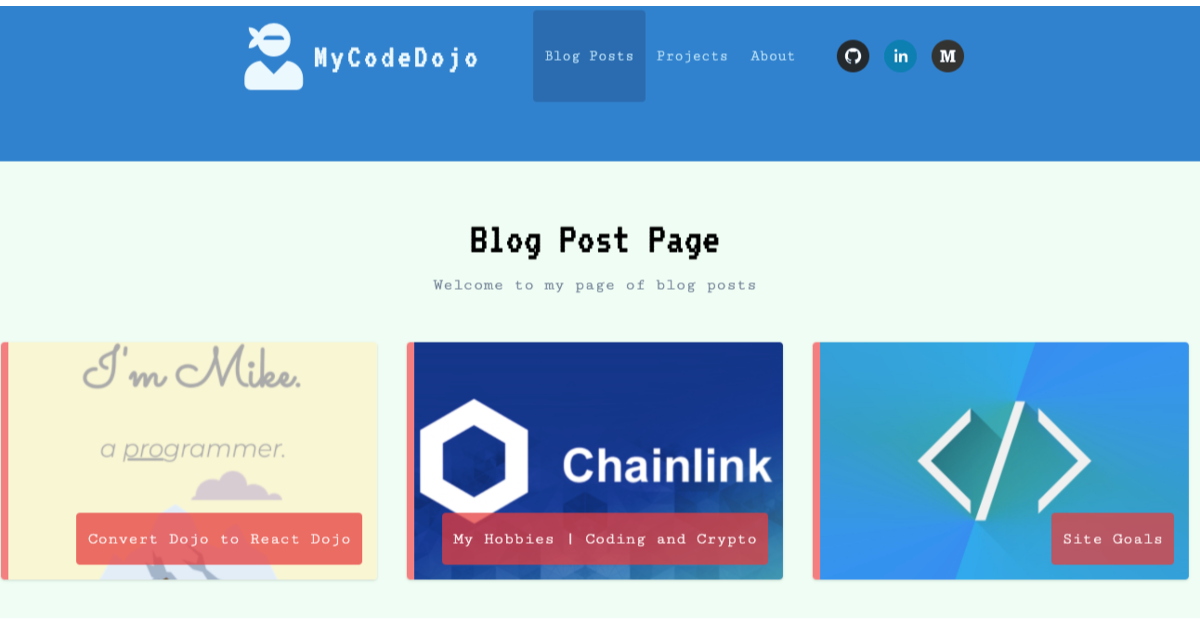 MyCodeDojo
Blog Posts Projects About in M
Blog Post Page
Welcome to my page of blog posts
I'm Mike.
a programmer.
Convert Dojo to React Dojo
Chainlink
My Hobbies | Coding and Crypto
</>
Site Goals